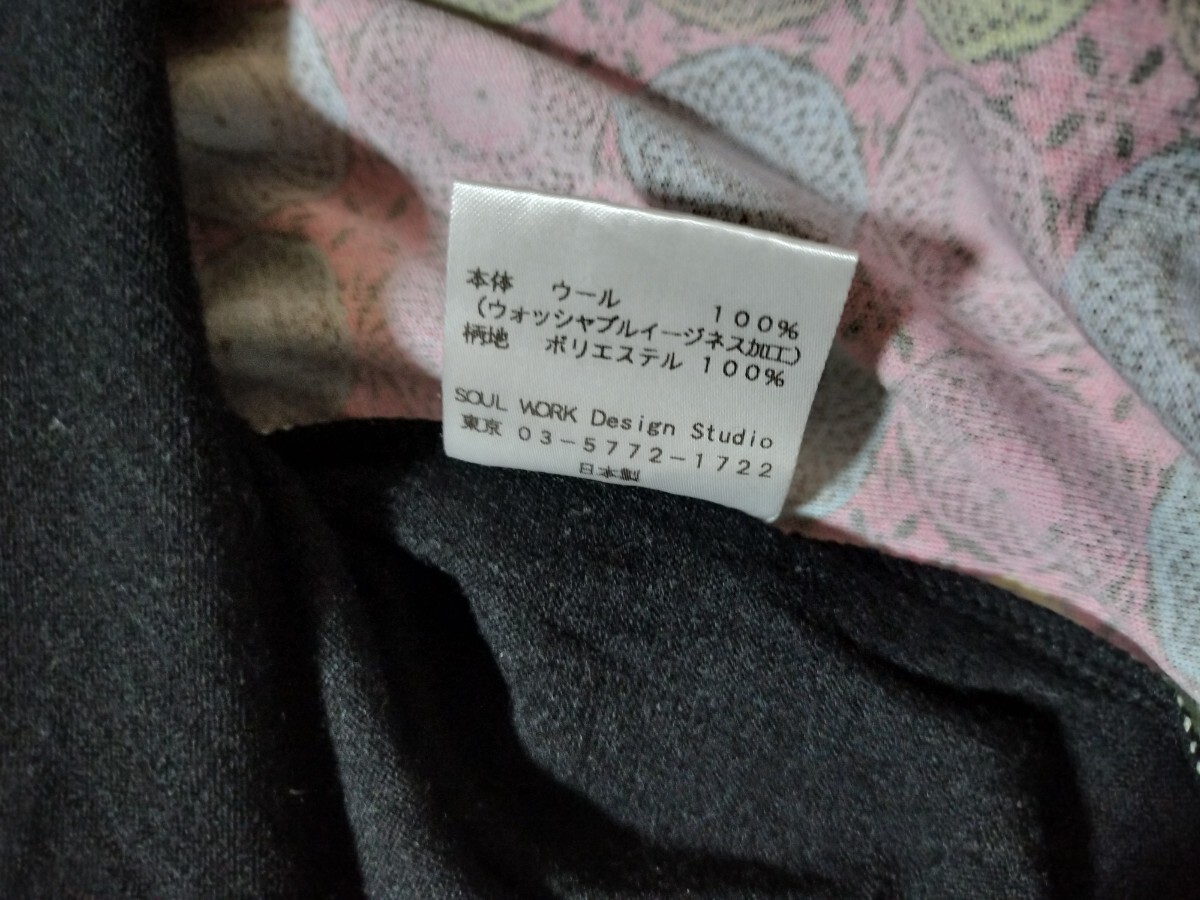 本体 ウール 100%
(ウォッシャブルイージネス加工)
柄地 ポリエステル 100%
SOUL WORK Design Studio
東京 03-5772-1722
日本製